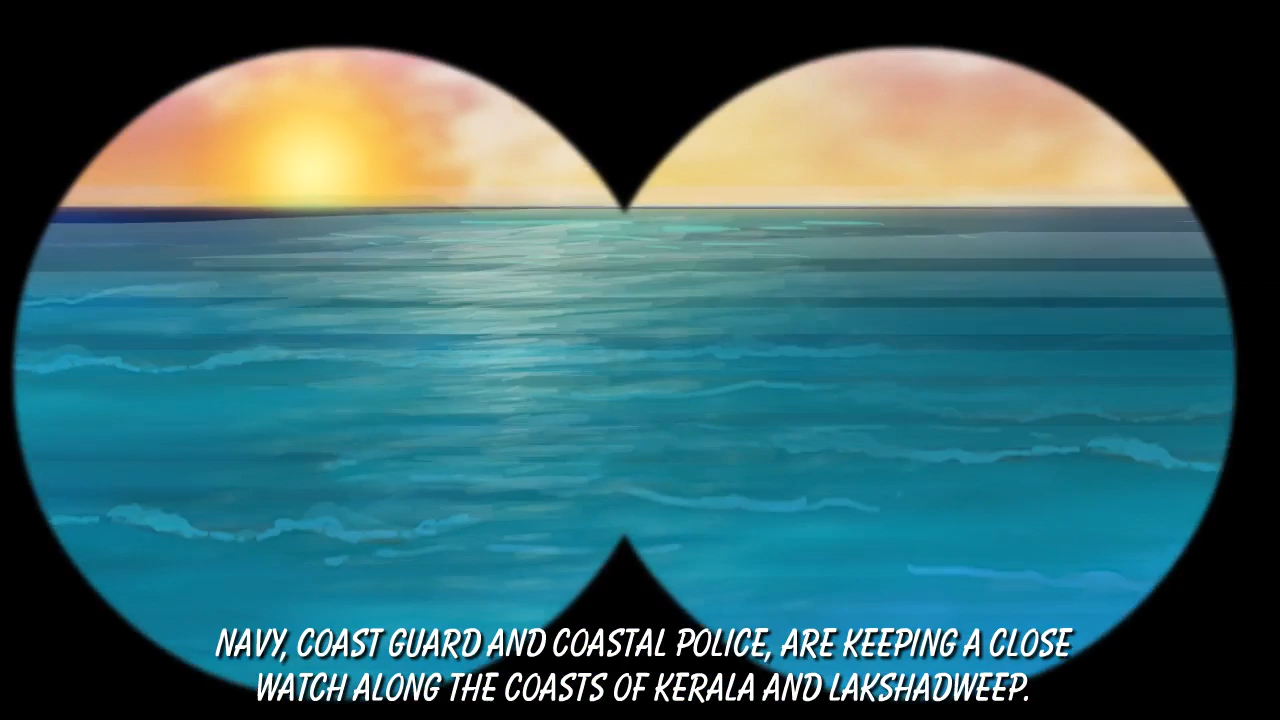 NAVY, COAST GUARD AND COASTAL POLICE, ARE KEEPING A CLOSE
WATCH ALONG THE COASTS OF KERALA AND LAKSHADWEEP.